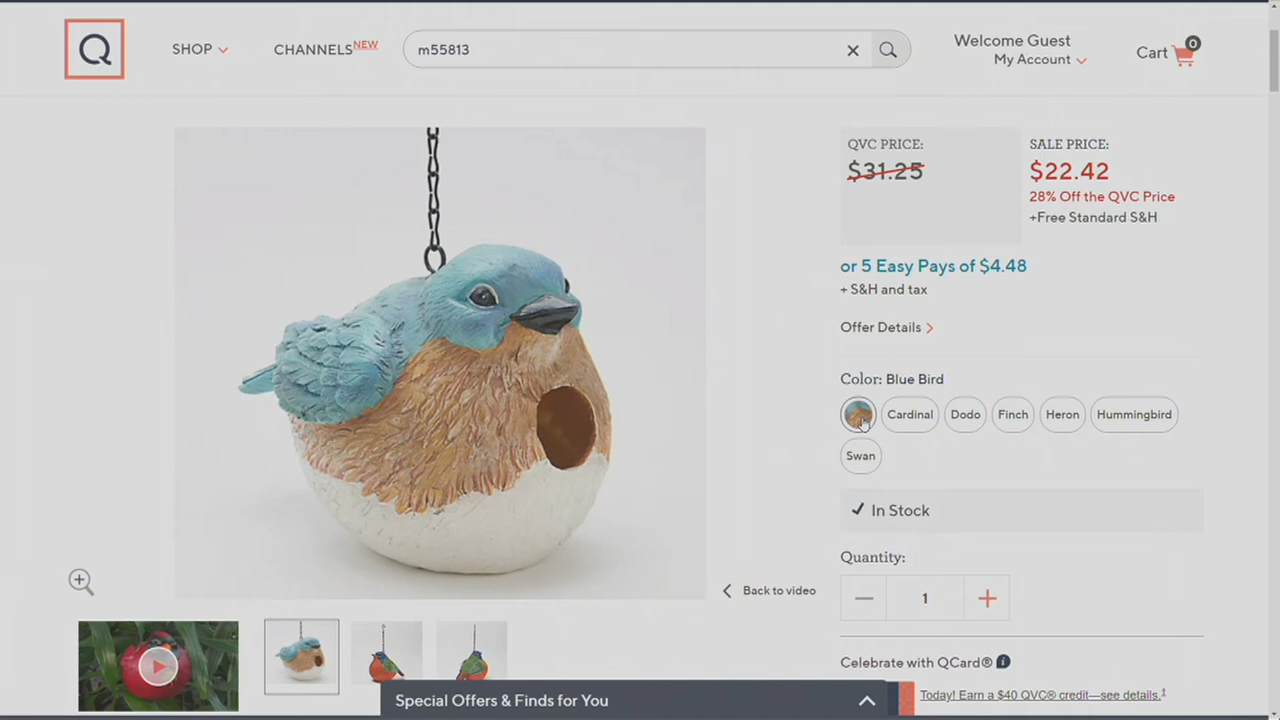 Q
SHOP
CHANNELS NEW
m55813
Welcome Guest
My Account
Cart
0
QVC PRICE:
$31.25
SALE PRICE:
$22.42
28% Off the QVC Price
+Free Standard S&H
or 5 Easy Pays of $4.48
+ S&H and tax
Offer Details
Color: Blue Bird
Cardinal Dodo Finch Heron Hummingbird
Swan
In Stock
Quantity:
1
Back to video
Celebrate with QCard® i
Special Offers & Finds for You
Today! Earn a $40 QVC® credit—see details.1